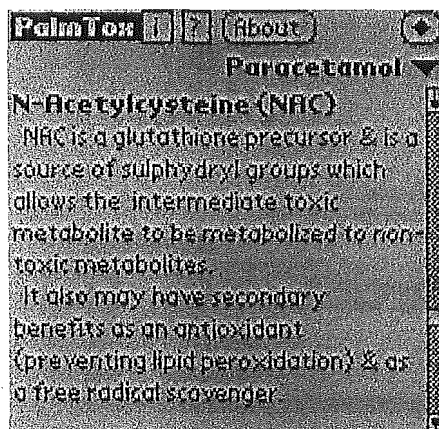 PalmTox i ? About
Paracetamol
N-Acetylcysteine (NAC)
NAC is a glutathione precursor & is a
source of sulphydryl groups which
allows the intermediate toxic
metabolite to be metabolized to non-
toxic metabolites.
It also may have secondary
benefits as an antioxidant
(preventing lipid peroxidation) & as
a free radical scavenger.